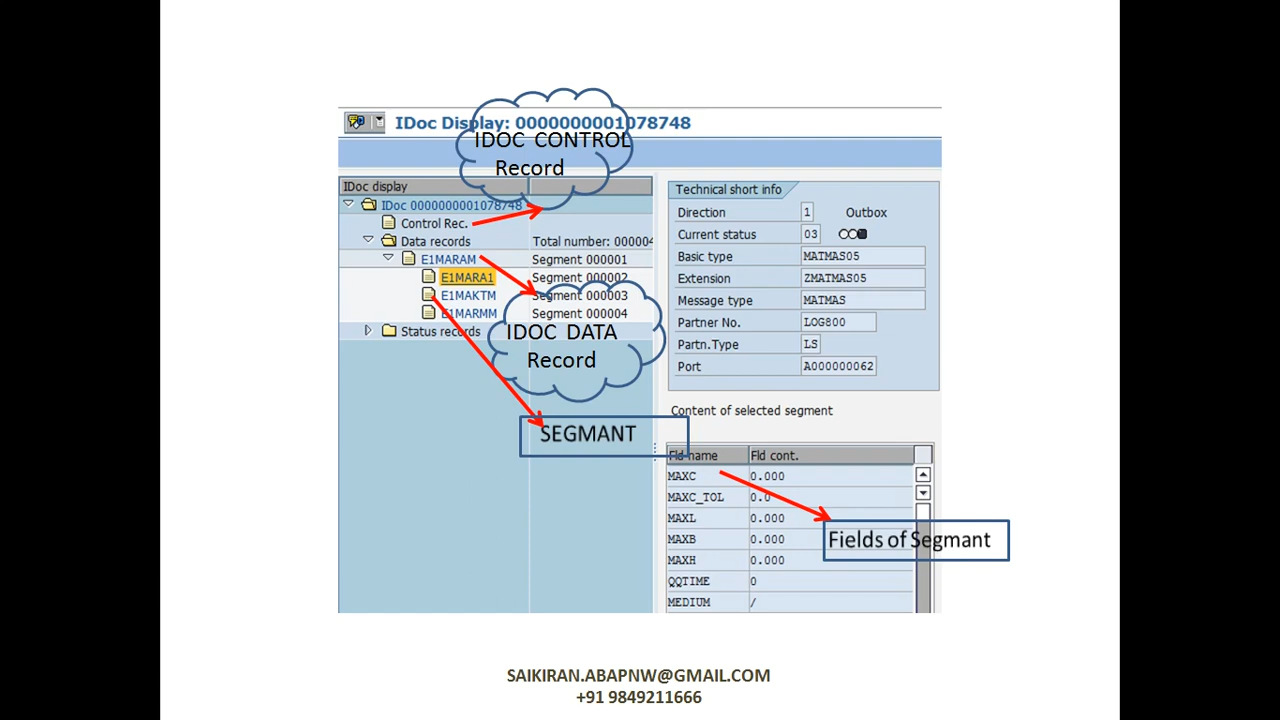 IDoc Display: 0000000001078748
IDOC CONTROL
Record
IDoc display
IDoc 0000000001078748
Control Rec.
Data records Total number: 000004
E1MARAM Segment 000001
E1MARA1 Segment 000002
E1MAKTM Segment 000003
E1MARMM Segment 000004
Status records
IDOC DATA
Record
SEGMANT
Technical short info
Direction 1 Outbox
Current status 03
Basic type MATMAS05
Extension ZMATMAS05
Message type MATMAS
Partner No. LOG800
Partn.Type LS
Port A000000062
Content of selected segment
Fld name Fld cont.
MAXC 0.000
MAXC_TOL 0.0
MAXL 0.000
MAXB 0.000
MAXH 0.000
QQTIME 0
MEDIUM /
Fields of Segmant
SAIKIRAN.ABAPNW@GMAIL.COM
+91 9849211666